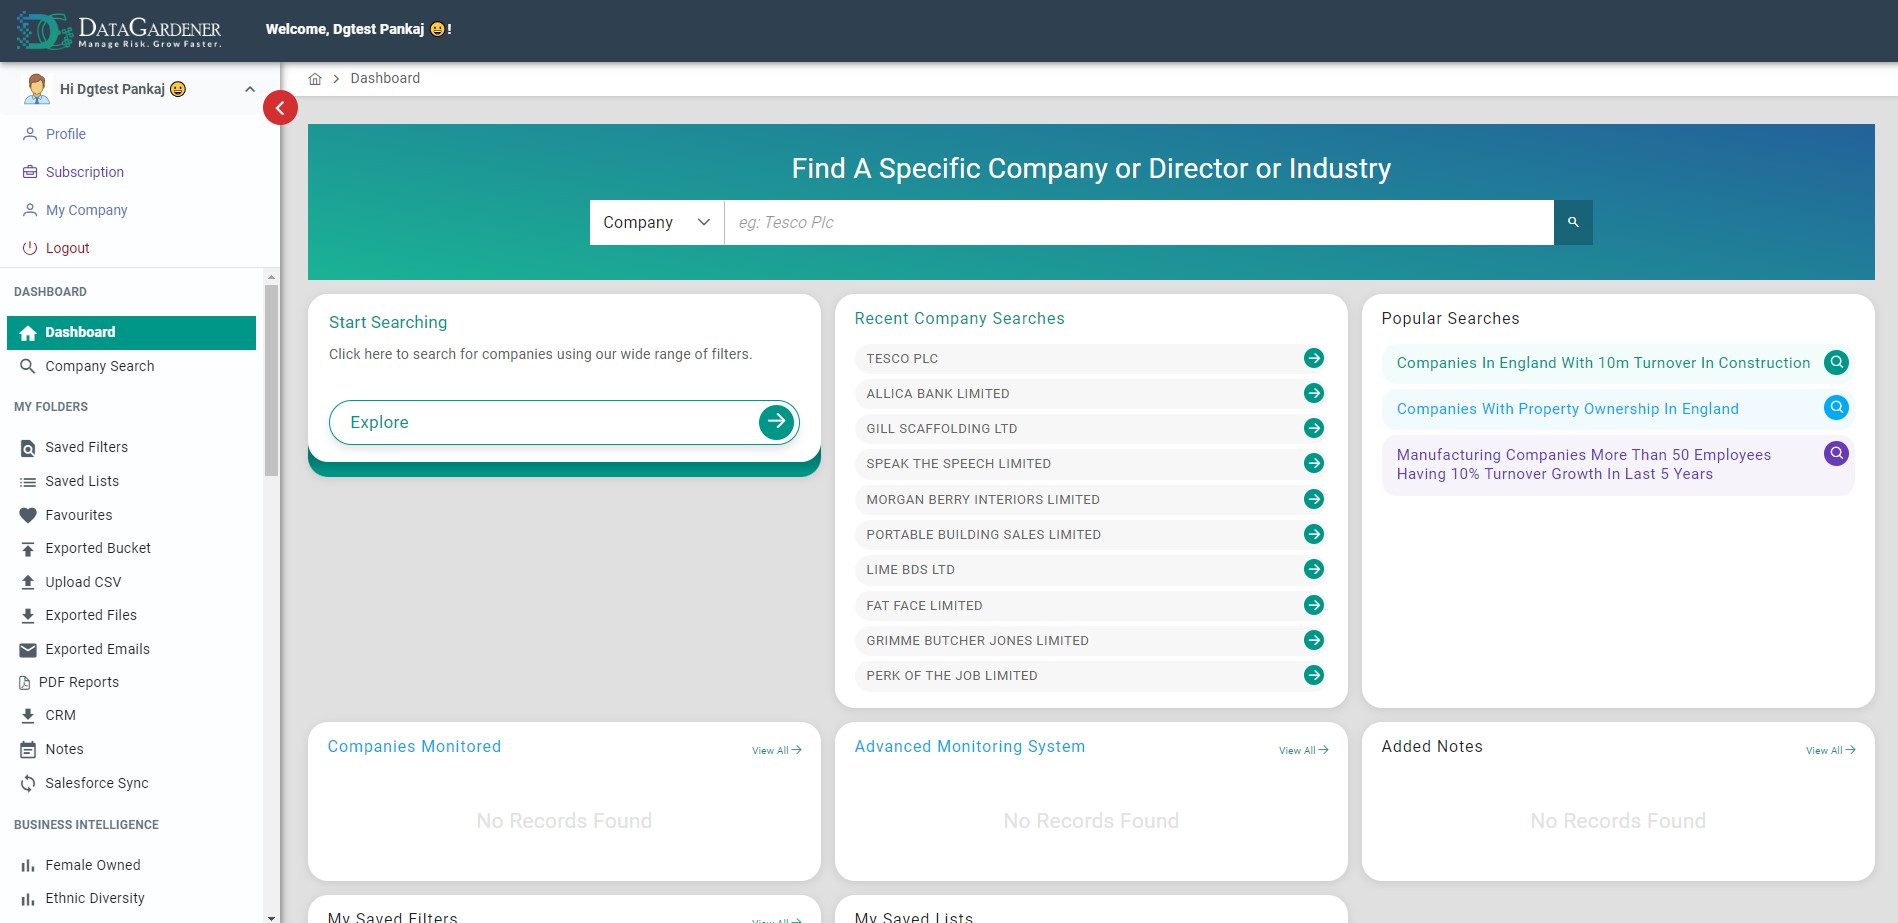 DATAGARDENER
Manage Risk. Grow Faster.
Welcome, Dgtest Pankaj 😀!
Hi Dgtest Pankaj 😀
Profile
Subscription
My Company
Logout
DASHBOARD
Dashboard
Company Search
MY FOLDERS
Saved Filters
Saved Lists
Favourites
Exported Bucket
Upload CSV
Exported Files
Exported Emails
PDF Reports
CRM
Notes
Salesforce Sync
BUSINESS INTELLIGENCE
Female Owned
Ethnic Diversity
Dashboard
Find A Specific Company or Director or Industry
Company
eg: Tesco Plc
Start Searching
Click here to search for companies using our wide range of filters.
Explore
Recent Company Searches
TESCO PLC
ALLICA BANK LIMITED
GILL SCAFFOLDING LTD
SPEAK THE SPEECH LIMITED
MORGAN BERRY INTERIORS LIMITED
PORTABLE BUILDING SALES LIMITED
LIME BDS LTD
FAT FACE LIMITED
GRIMME BUTCHER JONES LIMITED
PERK OF THE JOB LIMITED
Popular Searches
Companies In England With 10m Turnover In Construction
Companies With Property Ownership In England
Manufacturing Companies More Than 50 Employees
Having 10% Turnover Growth In Last 5 Years
Companies Monitored
View All
No Records Found
Advanced Monitoring System
View All
No Records Found
Added Notes
View All
No Records Found
My Saved Filters
View All
My Saved Lists